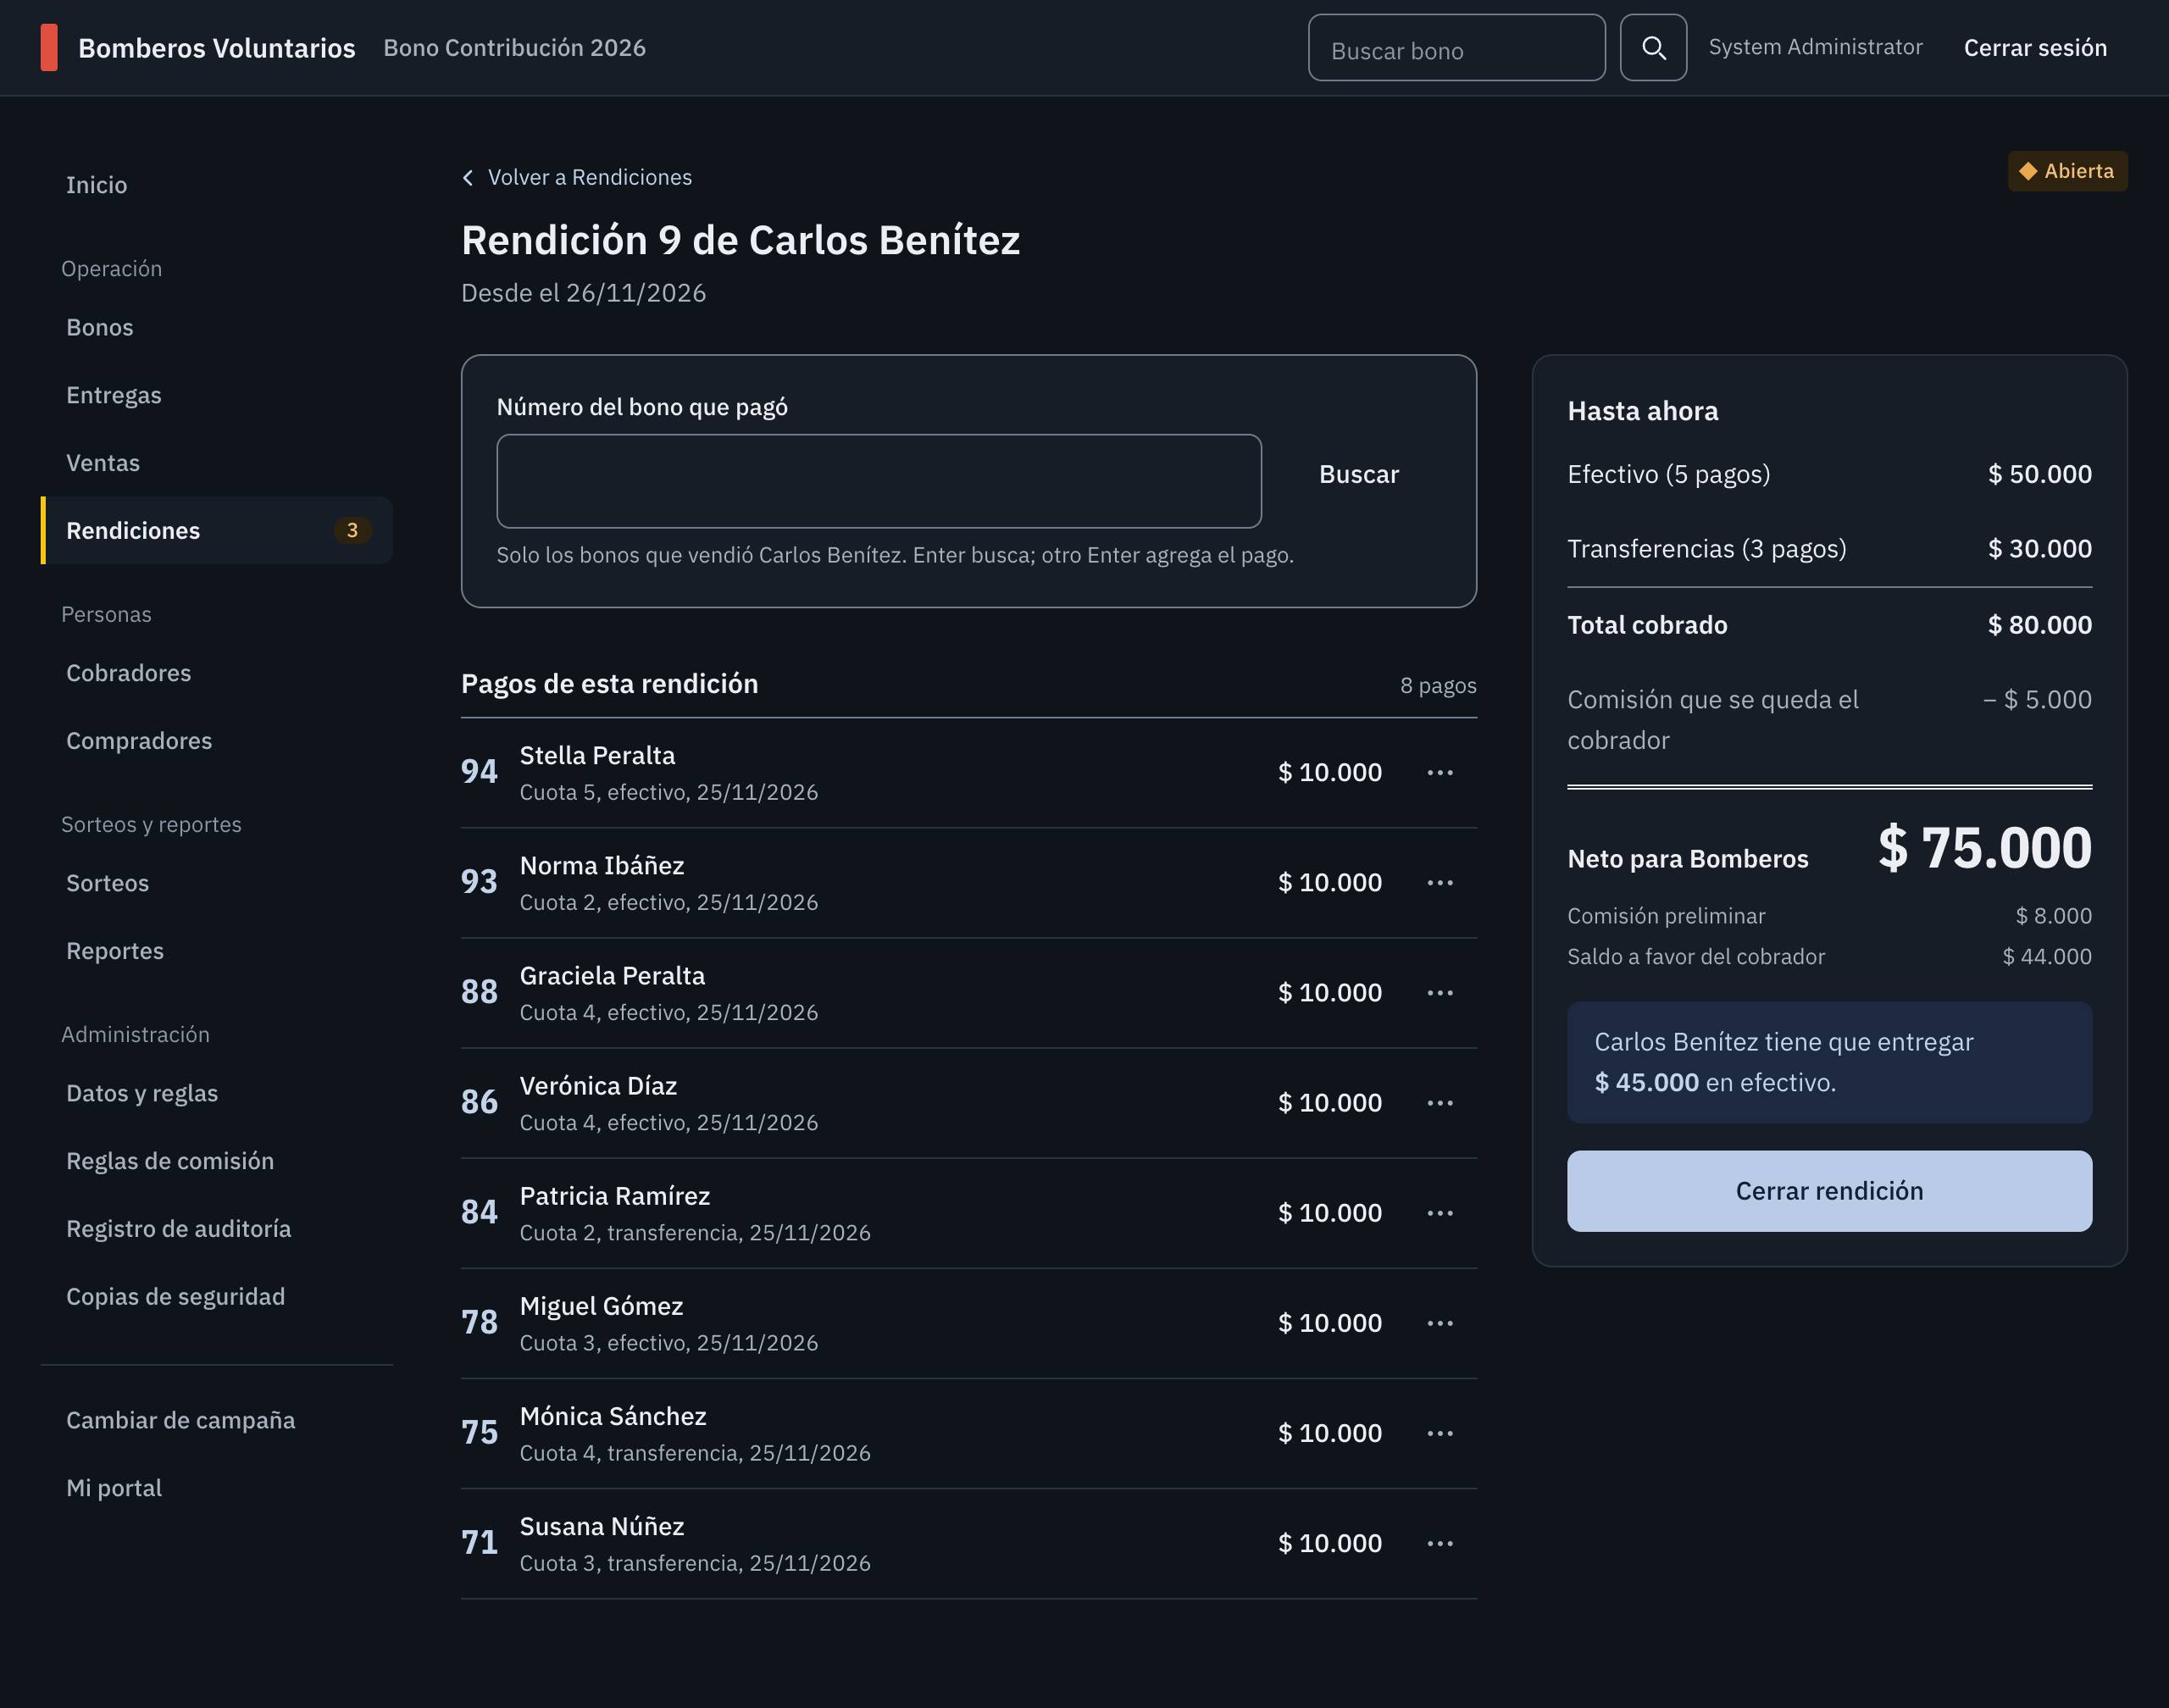 Bomberos Voluntarios
Bono Contribución 2026
Buscar bono
System Administrator
Cerrar sesión
Inicio
Operación
Bonos
Entregas
Ventas
Rendiciones
3
Personas
Cobradores
Compradores
Sorteos y reportes
Sorteos
Reportes
Administración
Datos y reglas
Reglas de comisión
Registro de auditoría
Copias de seguridad
Cambiar de campaña
Mi portal
Volver a Rendiciones
Abierta
Rendición 9 de Carlos Benítez
Desde el 26/11/2026
Número del bono que pagó
Buscar
Solo los bonos que vendió Carlos Benítez. Enter busca; otro Enter agrega el pago.
Pagos de esta rendición
8 pagos
94
Stella Peralta
Cuota 5, efectivo, 25/11/2026
$ 10.000
93
Norma Ibáñez
Cuota 2, efectivo, 25/11/2026
$ 10.000
88
Graciela Peralta
Cuota 4, efectivo, 25/11/2026
$ 10.000
86
Verónica Díaz
Cuota 4, efectivo, 25/11/2026
$ 10.000
84
Patricia Ramírez
Cuota 2, transferencia, 25/11/2026
$ 10.000
78
Miguel Gómez
Cuota 3, efectivo, 25/11/2026
$ 10.000
75
Mónica Sánchez
Cuota 4, transferencia, 25/11/2026
$ 10.000
71
Susana Núñez
Cuota 3, transferencia, 25/11/2026
$ 10.000
Hasta ahora
Efectivo (5 pagos) $ 50.000
Transferencias (3 pagos) $ 30.000
Total cobrado $ 80.000
Comisión que se queda el – $ 5.000
cobrador
Neto para Bomberos $ 75.000
Comisión preliminar $ 8.000
Saldo a favor del cobrador $ 44.000
Carlos Benítez tiene que entregar
$ 45.000 en efectivo.
Cerrar rendición